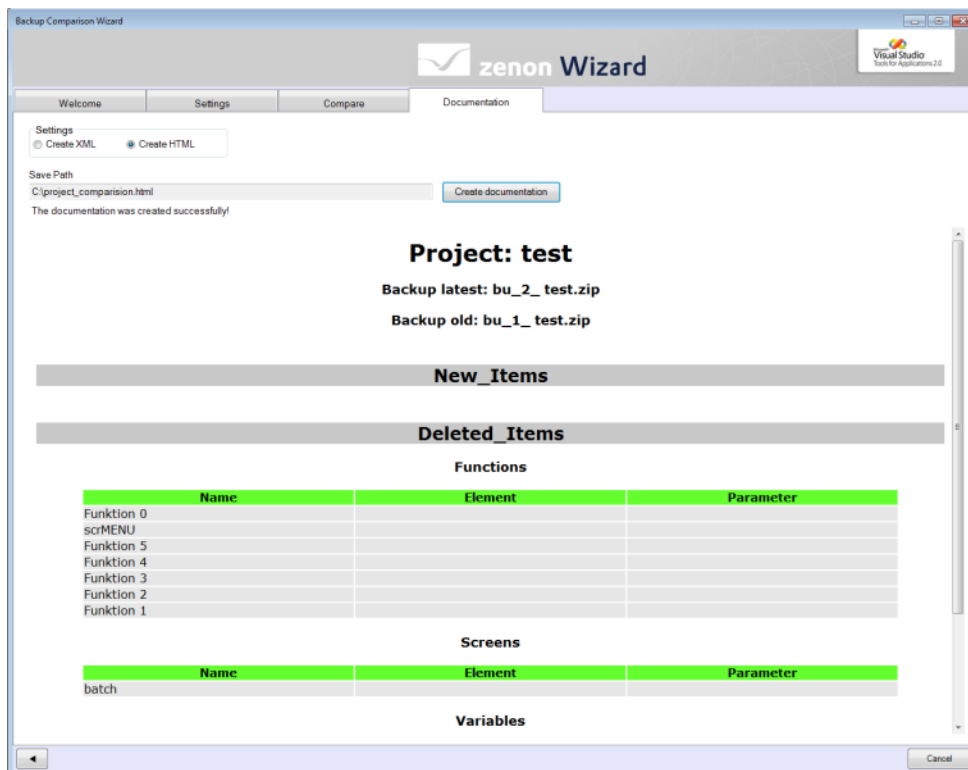 Backup Comparison Wizard
zenon Wizard
Visual Studio
Tools for Applications 2.0
Welcome Settings Compare Documentation
Settings
Create XML Create HTML
Save Path
C:\project_comparision.html Create documentation
The documentation was created successfully!
Project: test
Backup latest: bu_2_ test.zip
Backup old: bu_1_ test.zip
New_Items
Deleted_Items
Functions
Name Element Parameter
Funktion 0
scrMENU
Funktion 5
Funktion 4
Funktion 3
Funktion 2
Funktion 1
Screens
Name Element Parameter
batch
Variables
Cancel